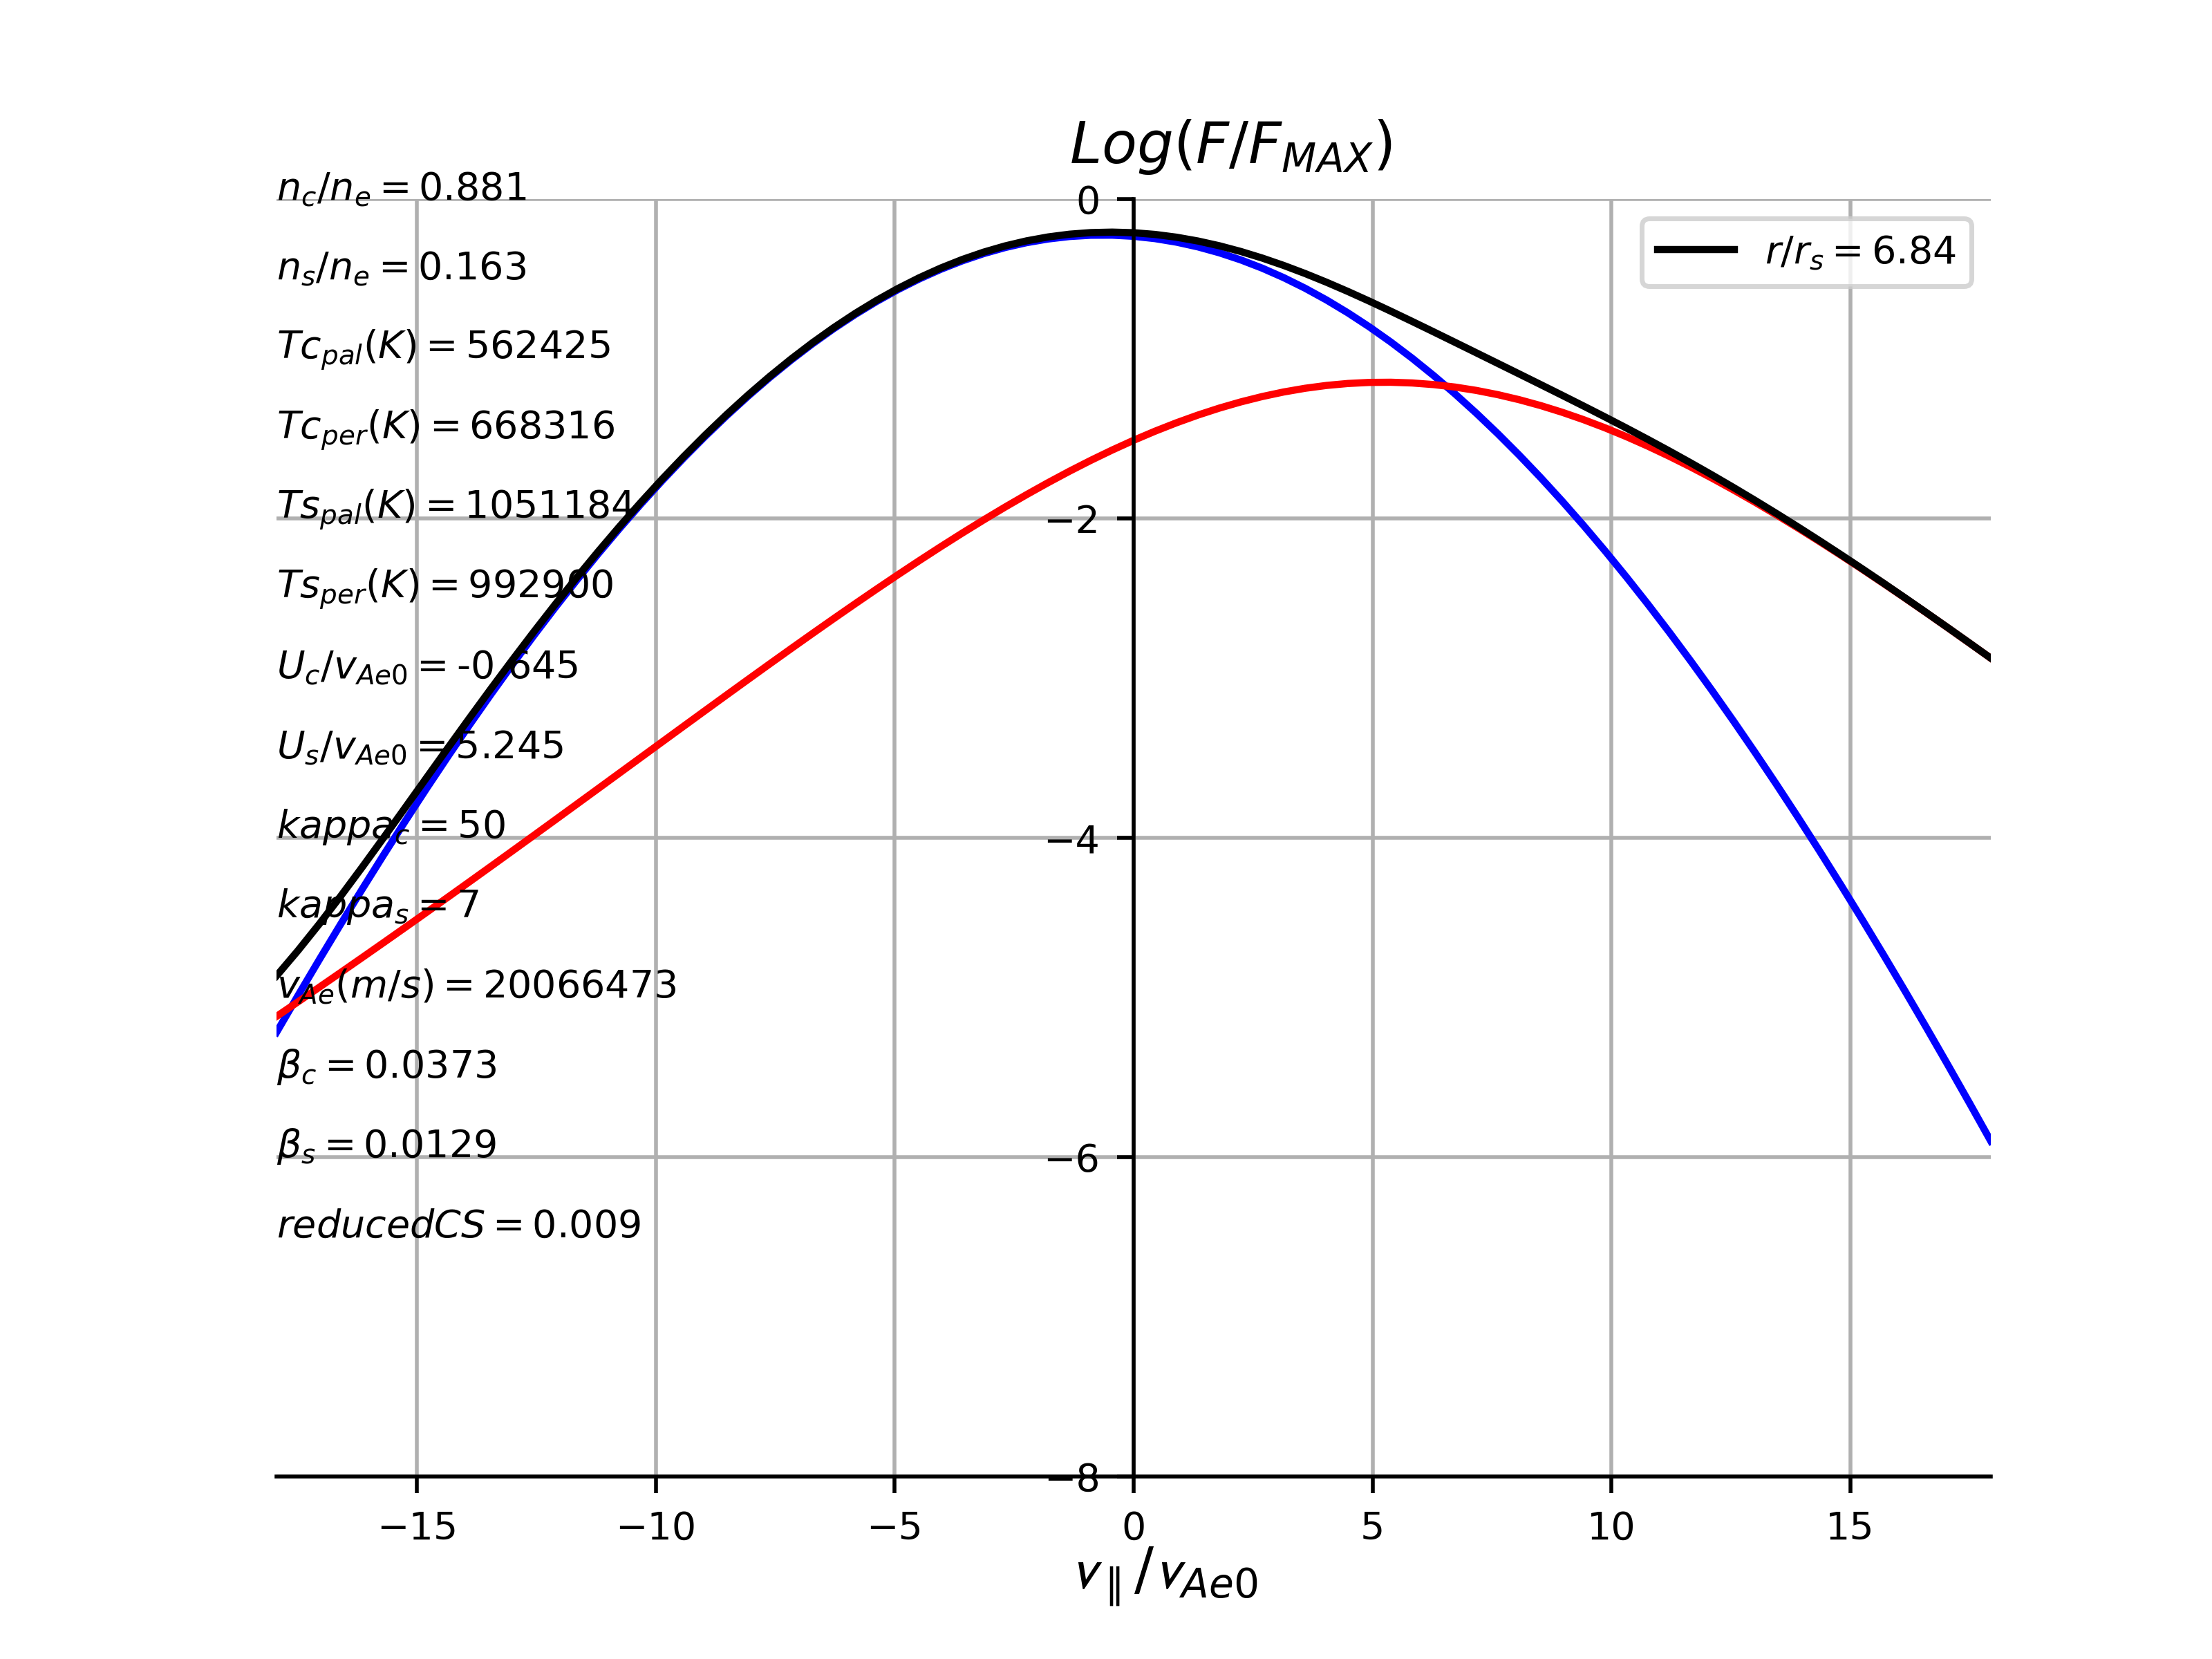 Log(F/F_MAX)
n_c/n_e = 0.881
n_s/n_e = 0.163
Tc_pal(K) = 562425
Tc_per(K) = 668316
Ts_pal(K) = 1051184
Ts_per(K) = 992900
U_c/v_Ae0 = -0.645
U_s/v_Ae0 = 5.245
kappa_c = 50
kappa_s = 7
v_Ae(m/s) = 20066473
β_c = 0.0373
β_s = 0.0129
reducedCS = 0.009
r/r_s = 6.84
0
−2
−4
−6
−8
−15 −10 −5 0 5 10 15
v_∥/v_Ae0